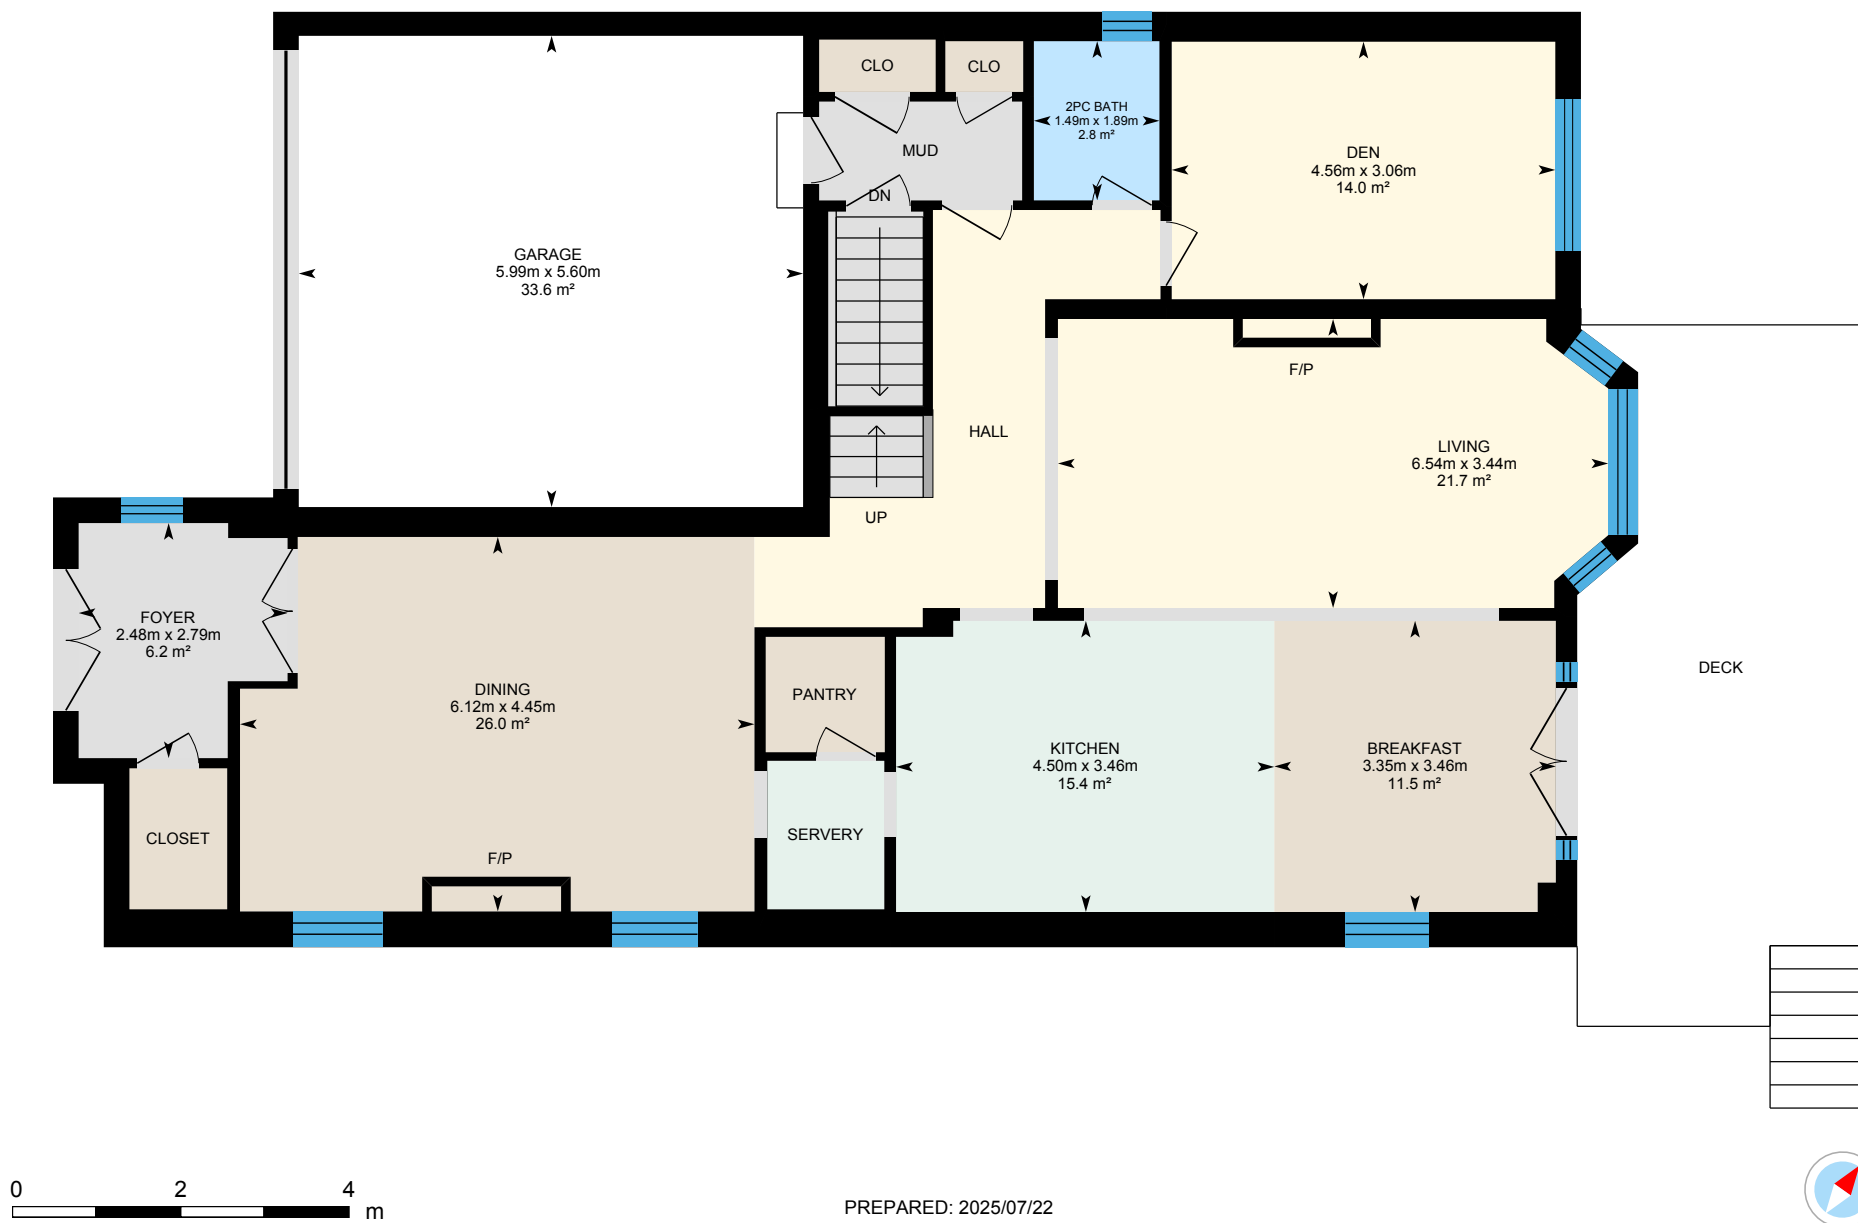 CLO
CLO
2PC BATH
1.49m x 1.89m
2.8 m²
MUD
DEN
4.56m x 3.06m
14.0 m²
DN
GARAGE
5.99m x 5.60m
33.6 m²
F/P
HALL
LIVING
6.54m x 3.44m
21.7 m²
UP
FOYER
2.48m x 2.79m
6.2 m²
DINING
6.12m x 4.45m
26.0 m²
PANTRY
DECK
KITCHEN
4.50m x 3.46m
15.4 m²
BREAKFAST
3.35m x 3.46m
11.5 m²
CLOSET
SERVERY
F/P
0 2 4
m
PREPARED: 2025/07/22